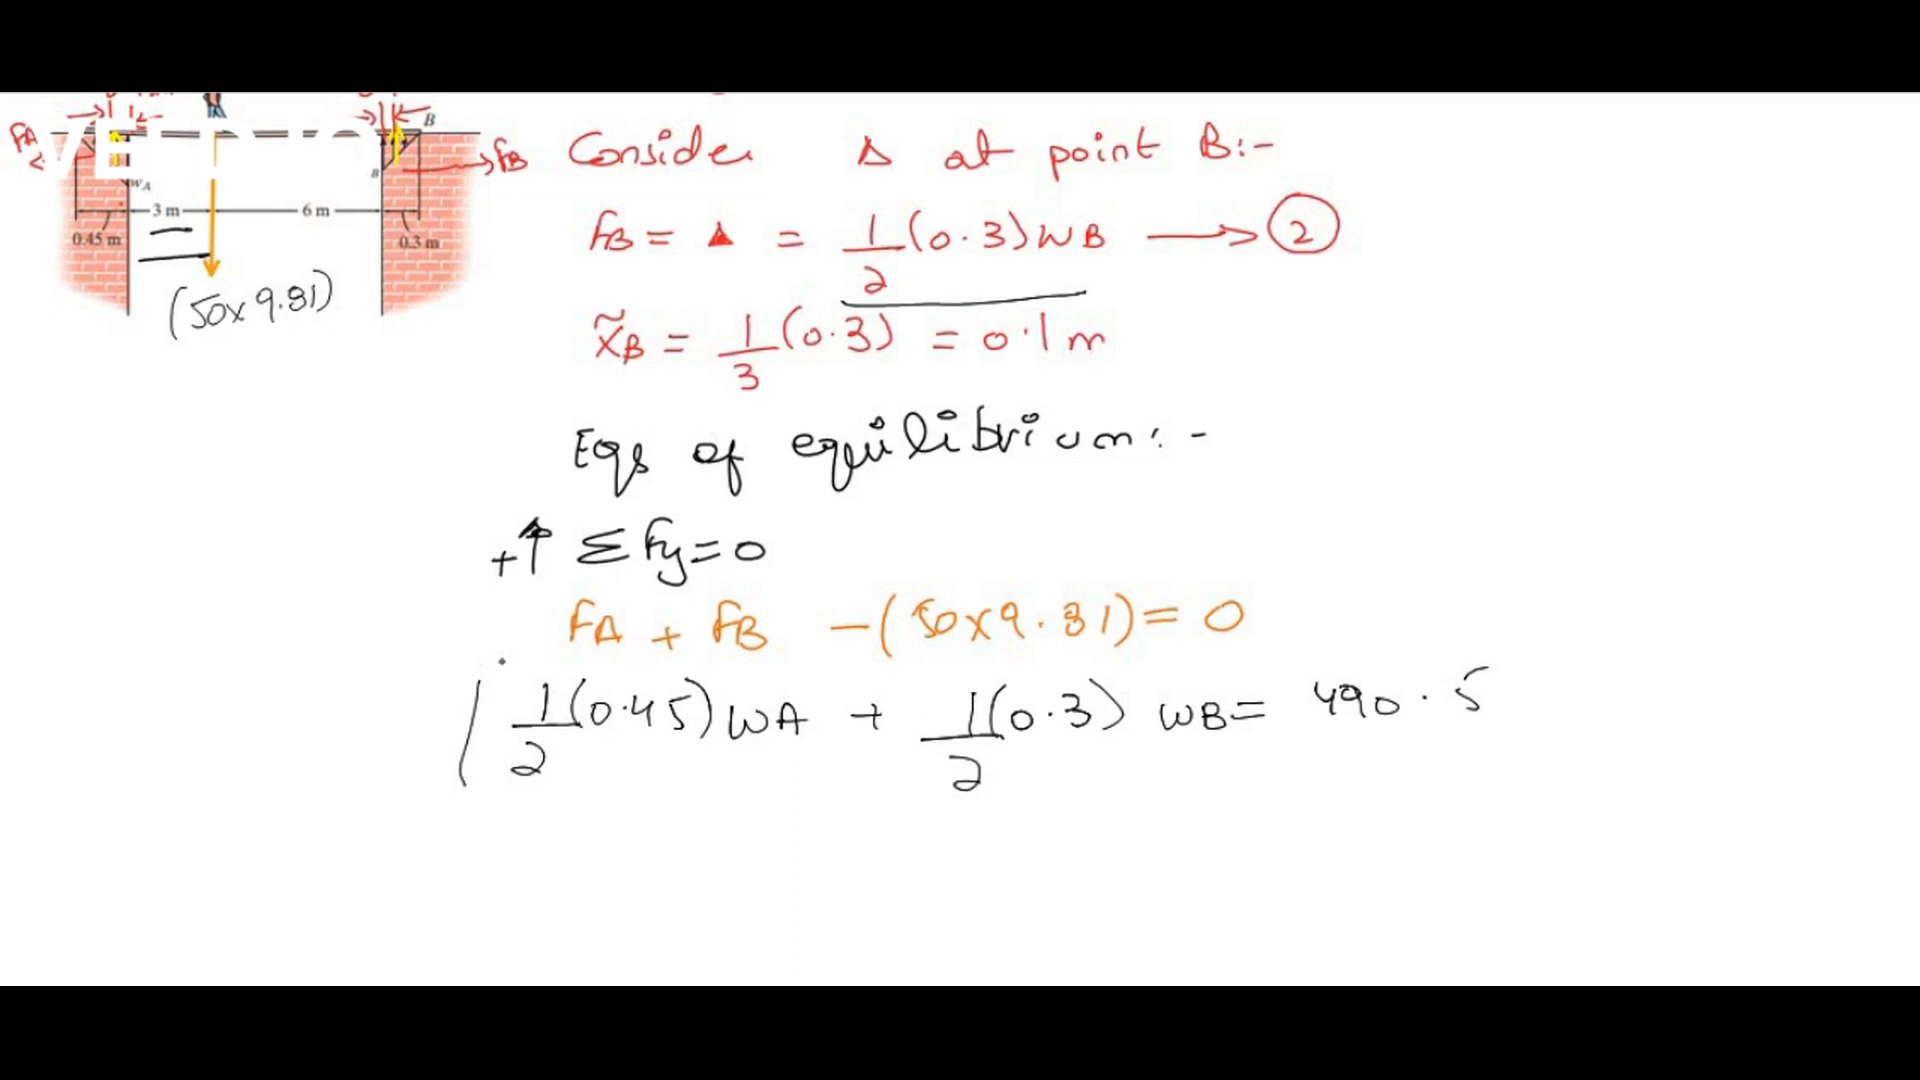 B
FA
VE
FB
B
wA
3 m
6 m
0.45 m
0.3 m
(50x9.81)
Consider Δ at point B:-
FB = ▲ = 1/2 (0.3) WB → 2
x̃B = 1/3 (0.3) = 0.1 m
Eqs of equilibrium:-
+↑ ΣFy = 0
FA + FB - (50x9.81) = 0
1/2 (0.45) WA + 1/2 (0.3) WB = 490.5